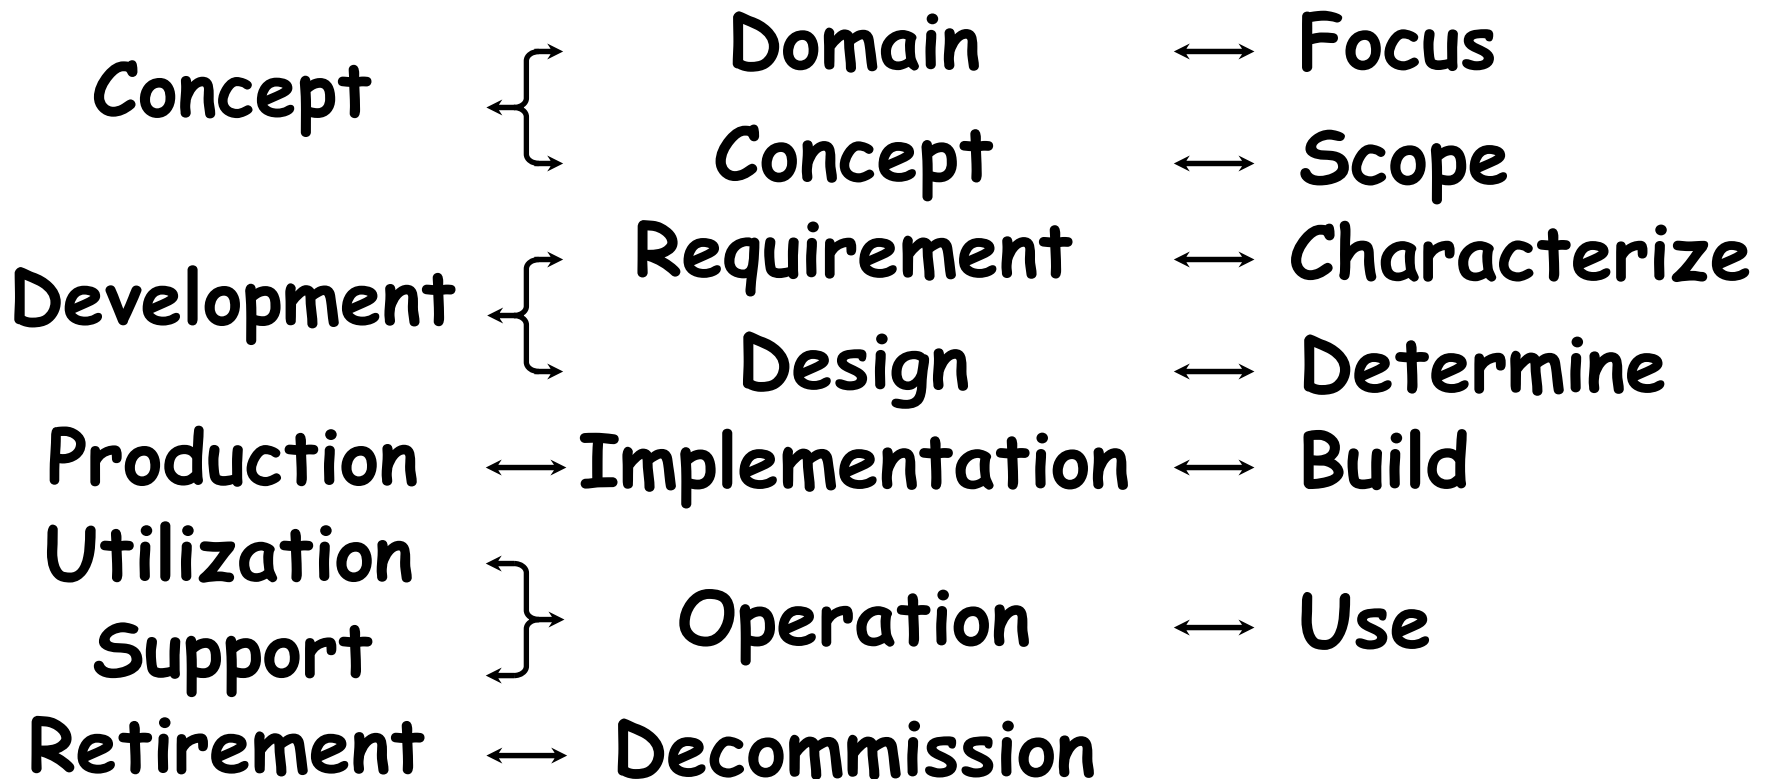 Domain Focus
Concept
Concept Scope
Requirement Characterize
Development
Design Determine
Production Implementation Build
Utilization
Operation Use
Support
Retirement Decommission